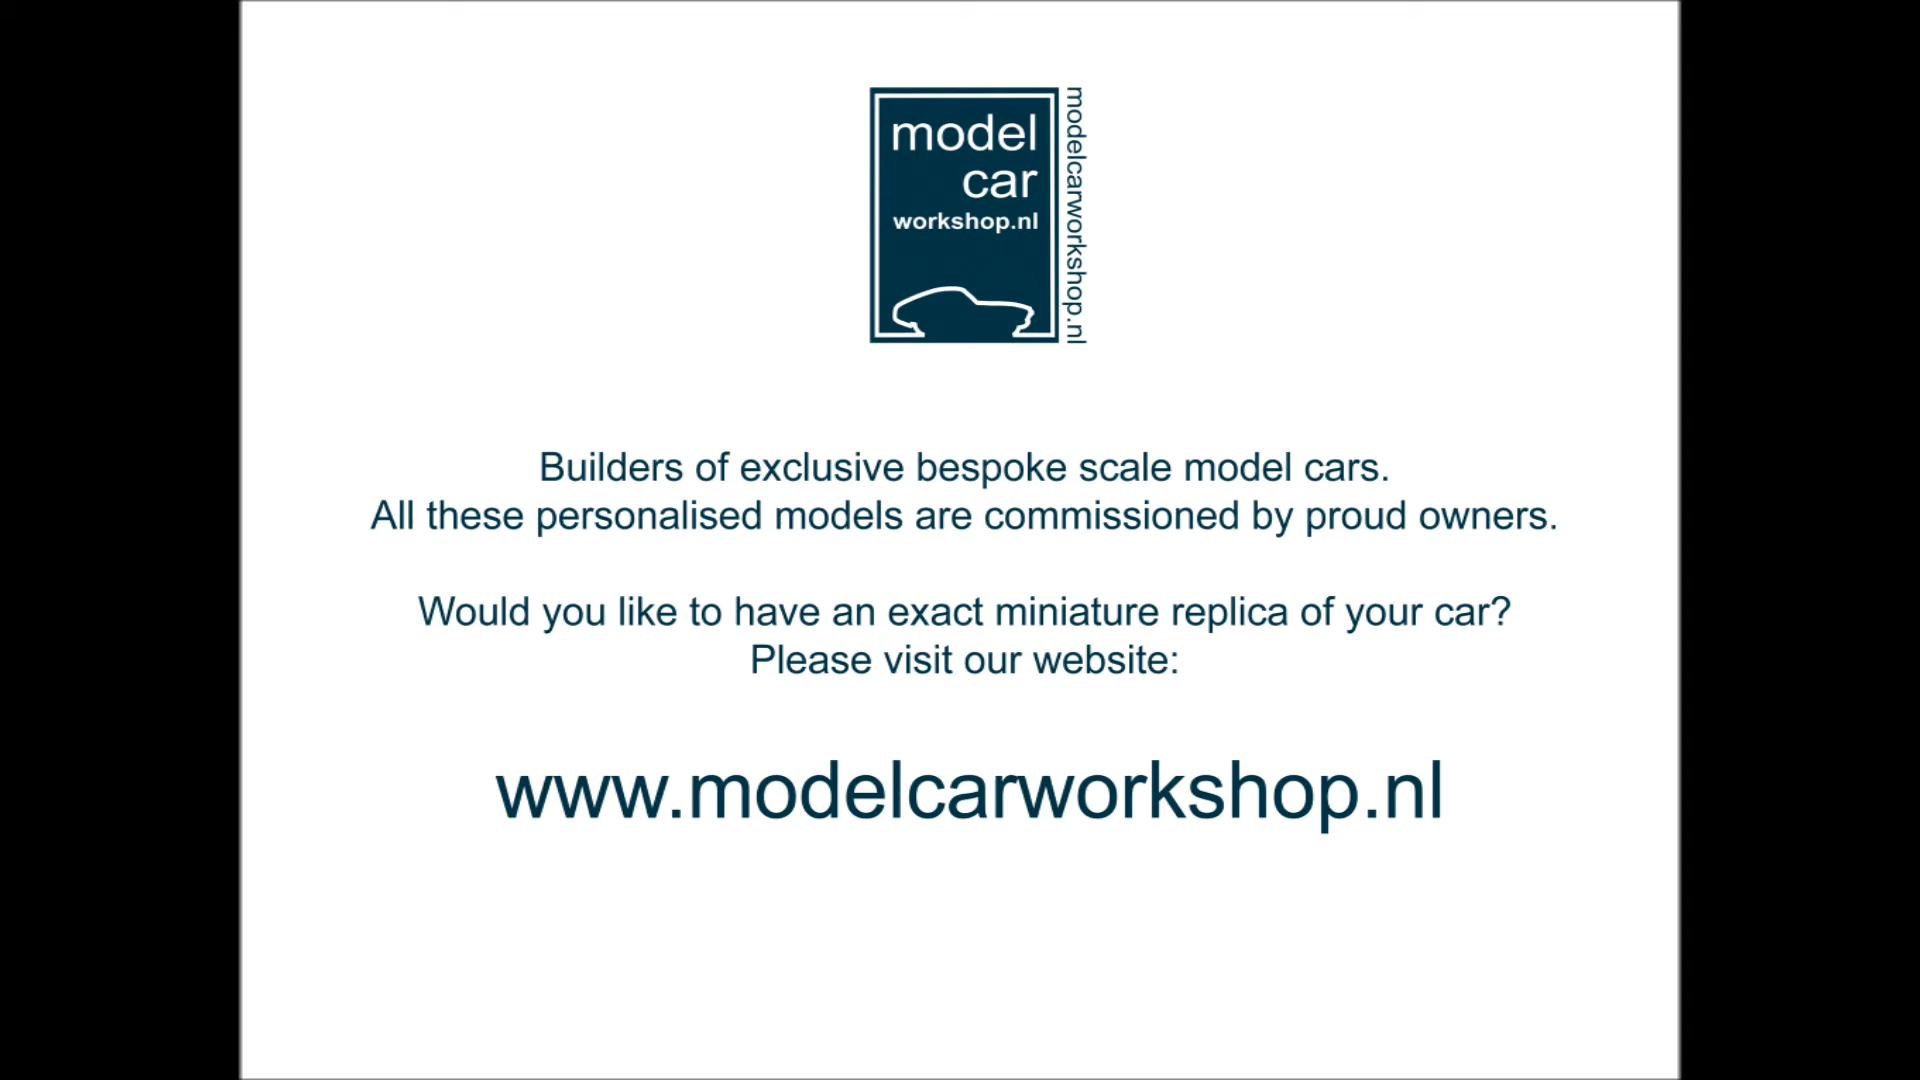 model
car
workshop.nl
modelcarworkshop.nl
Builders of exclusive bespoke scale model cars.
All these personalised models are commissioned by proud owners.
Would you like to have an exact miniature replica of your car?
Please visit our website:
www.modelcarworkshop.nl